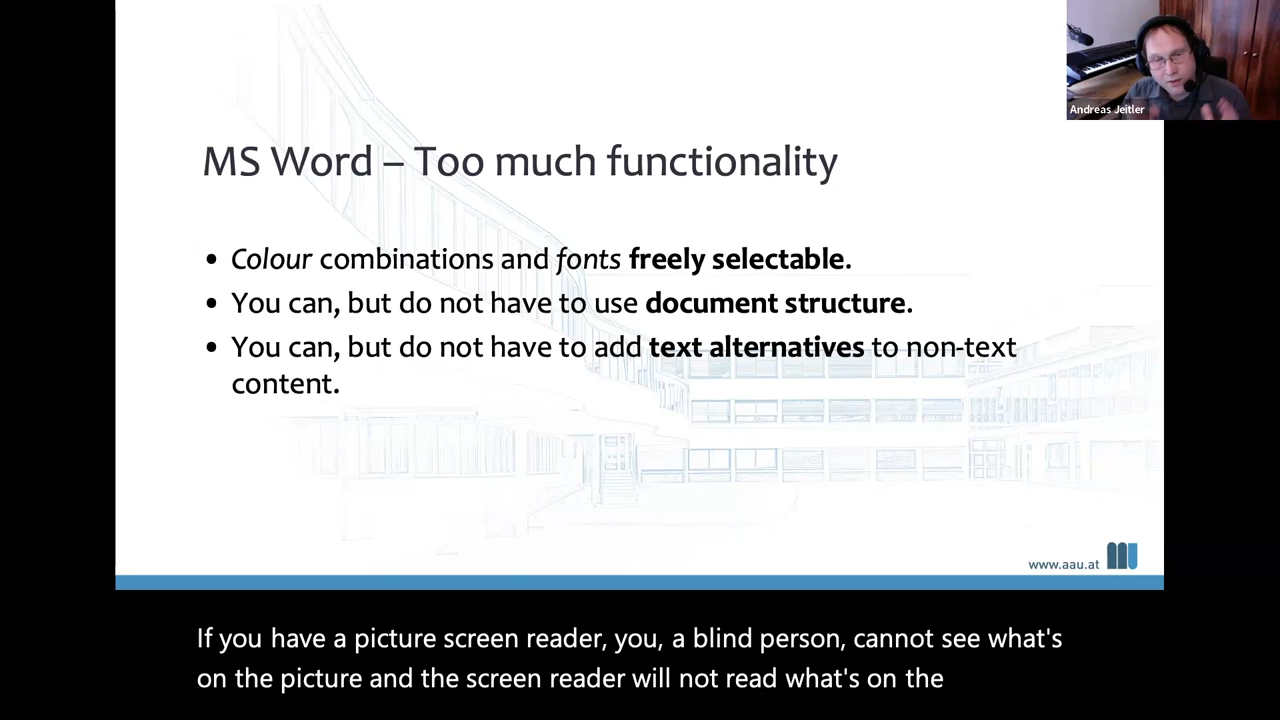 Andreas Jeitler
MS Word – Too much functionality
• Colour combinations and fonts freely selectable.
• You can, but do not have to use document structure.
• You can, but do not have to add text alternatives to non-text
content.
www.aau.at
If you have a picture screen reader, you, a blind person, cannot see what's
on the picture and the screen reader will not read what's on the